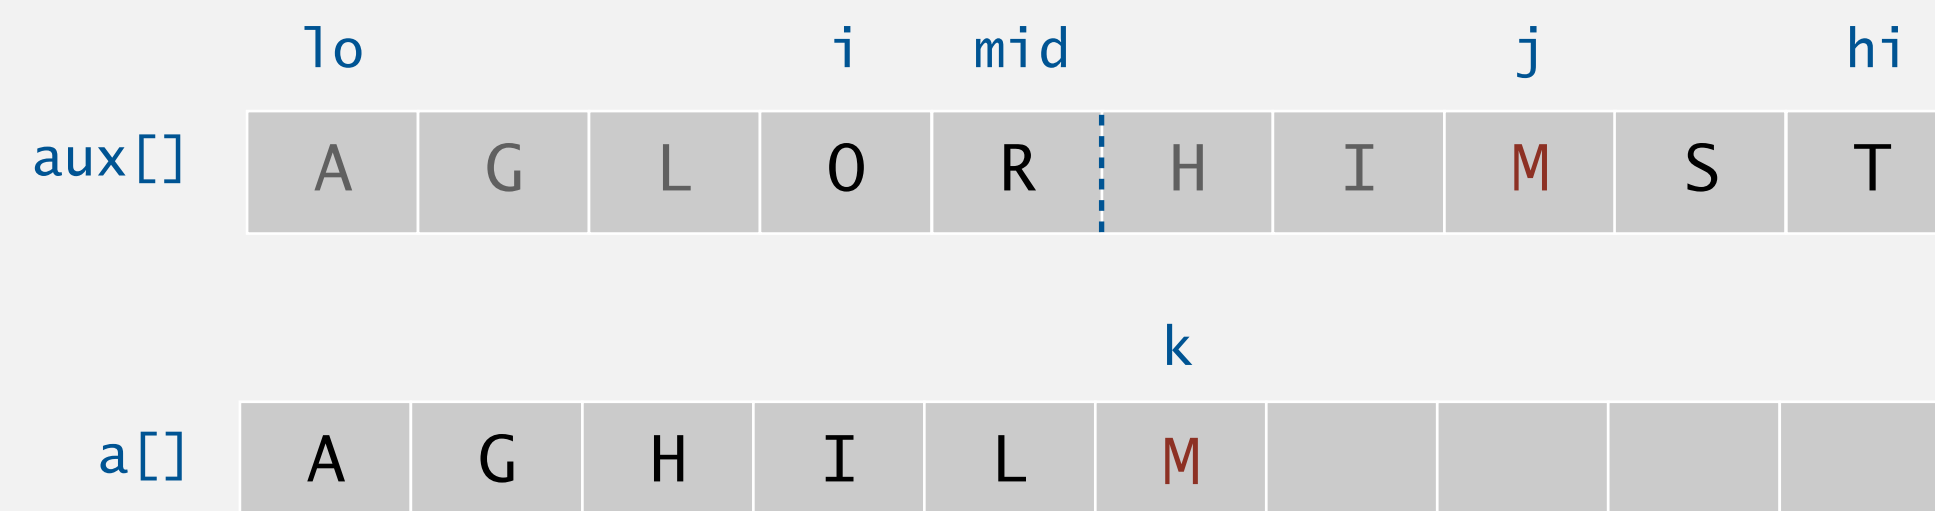 lo i mid j hi
aux[] A G L O R H I M S T
k
a[] A G H I L M